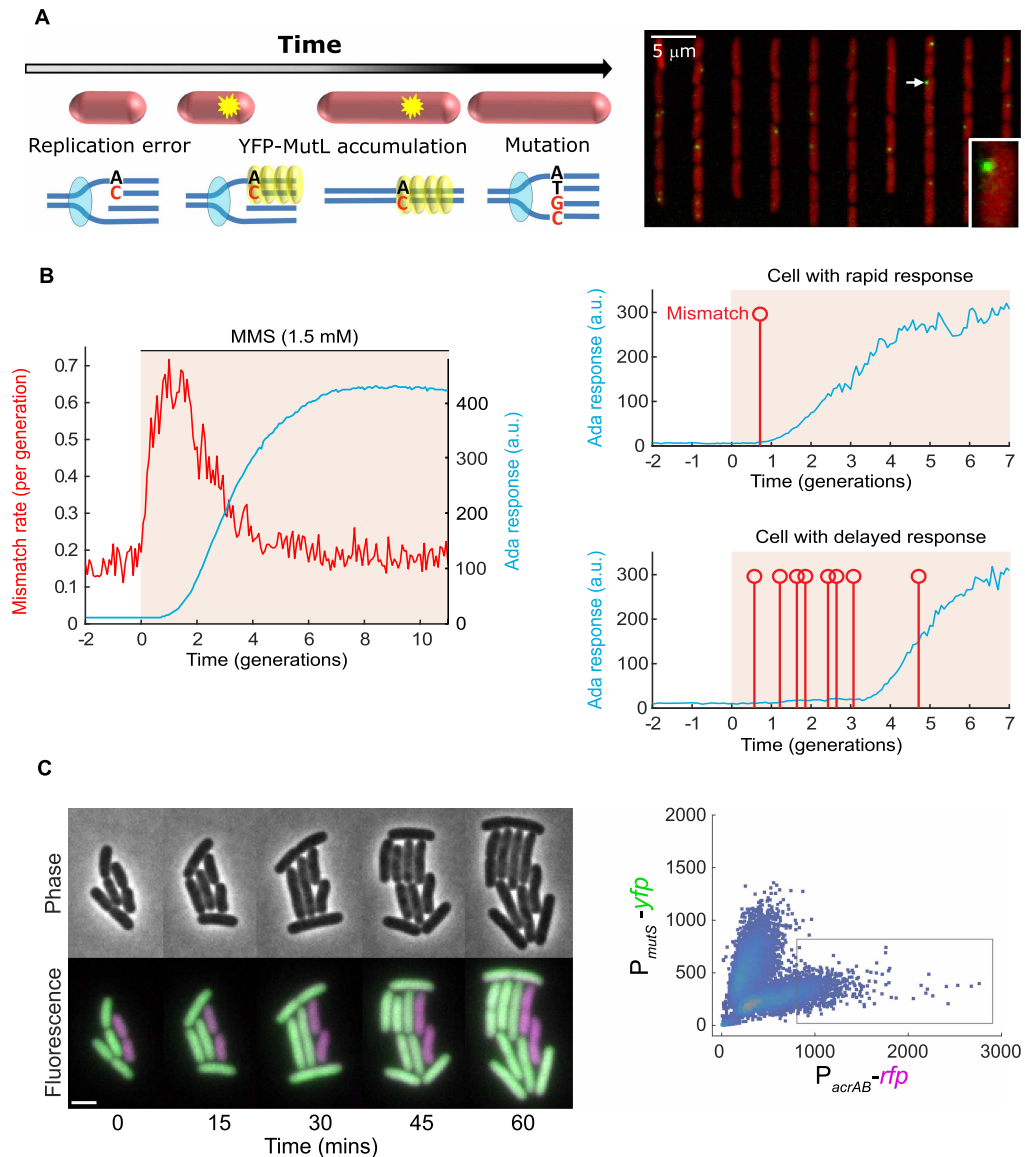 A
Time
Replication error
YFP-MutL accumulation
Mutation
A
C
A
C
A
C
A
T
G
C
5 µm
B
MMS (1.5 mM)
Mismatch rate (per generation)
0.7
0.6
0.5
0.4
0.3
0.2
0.1
0
400
300
200
100
0
Ada response (a.u.)
-2 0 2 4 6 8 10
Time (generations)
Cell with rapid response
Ada response (a.u.)
300
200
100
0
Mismatch
-2 -1 0 1 2 3 4 5 6 7
Time (generations)
Cell with delayed response
Ada response (a.u.)
300
200
100
0
-2 -1 0 1 2 3 4 5 6 7
Time (generations)
C
Phase
Fluorescence
0 15 30 45 60
Time (mins)
PmutS-yfp
2000
1500
1000
500
0
0 1000 2000 3000
PacrAB-rfp